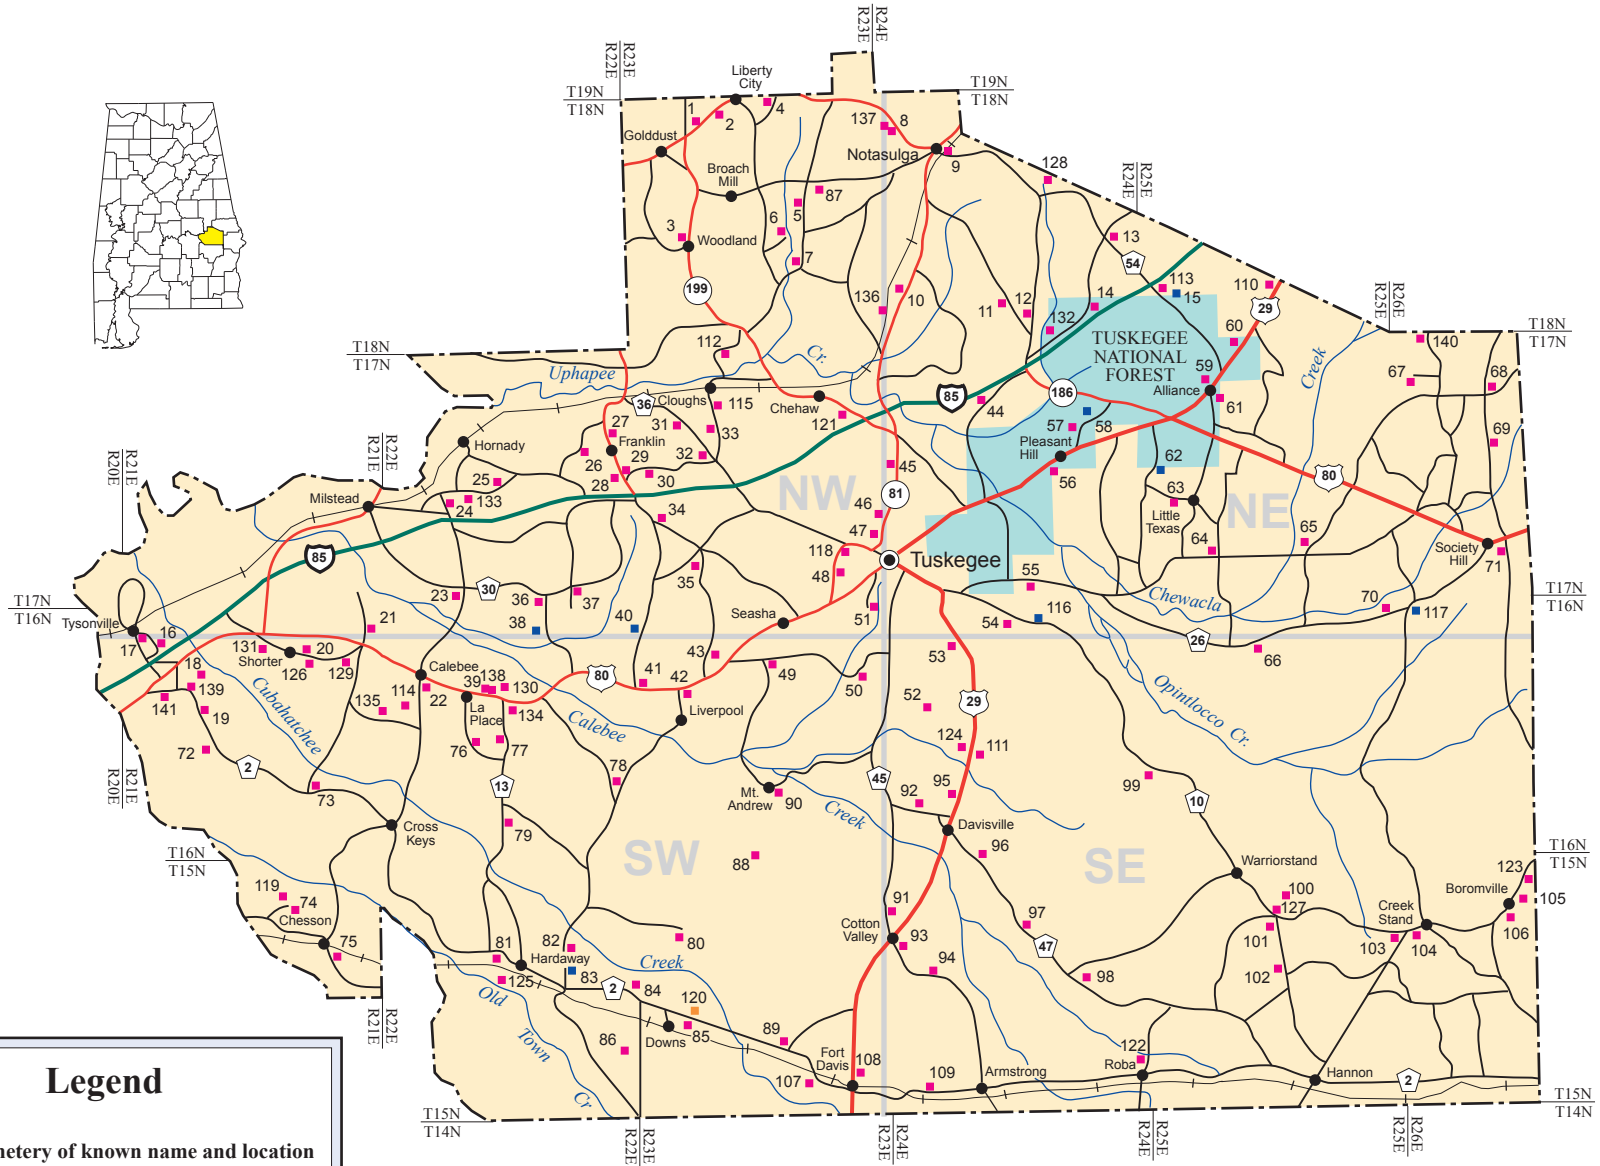 R23E
R24E
R22E
R23E
Liberty
City
T19N
T18N
T19N
T18N
1
2
4
137
8
Golddust
Notasulga
9
Broach
Mill
128
R24E
R25E
87
5
6
3
Woodland
7
13
54
199
136
10
11
12
14
113
15
110
29
132
R25E
R26E
60
TUSKEGEE
NATIONAL
FOREST
T18N
T17N
140
T18N
T17N
112
Cr.
Uphapee
Creek
59
67
68
36
Cloughs
Chehaw
85
186
Alliance
115
121
44
61
27
31
33
57
58
Franklin
Pleasant
Hill
69
Hornady
26
29
32
28
30
45
62
56
80
R20E
R21E
R21E
R22E
25
NW
81
NE
Milstead
24
133
34
46
63
Little
Texas
47
65
64
Society
Hill
118
Tuskegee
71
85
48
35
55
T17N
T16N
T17N
T16N
30
23
36
37
Chewacla
70
117
Tysonville
21
38
40
Seasha
51
54
116
16
17
26
131
Shorter
20
126
129
43
53
66
18
Calebee
39
138
130
80
41
42
49
50
139
141
19
135
114
22
La
Place
134
Liverpool
52
29
Opintlocco
Cr.
Cubahatchee
Calebee
72
76
77
124
111
2
13
78
45
99
R20E
R21E
73
Mt.
Andrew
90
92
95
10
Creek
79
Cross
Keys
Davisville
SW
88
96
SE
T16N
T15N
T16N
T15N
Warriorstand
123
119
74
Chesson
100
127
Boromville
105
91
Creek
Stand
106
75
Cotton
Valley
93
97
101
103
104
80
81
82
Hardaway
47
94
102
98
Creek
125
83
2
84
Old
Town
Cr
120
R21E
R22E
86
Downs
85
89
Fort
Davis
108
122
Roba
107
109
Armstrong
Hannon
2
T15N
T14N
T15N
T14N
R22E
R23E
R23E
R24E
R24E
R25E
R25E
R26E
Legend
netery of known name and location